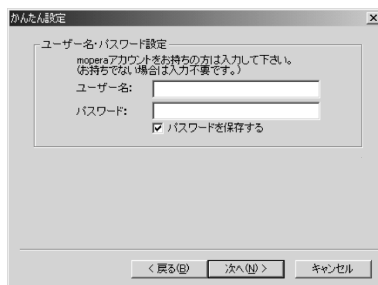 かんたん設定
ユーザー名・パスワード設定
moperaアカウントをお持ちの方は入力して下さい。
(お持ちでない場合は入力不要です。)
ユーザー名:
パスワード:
パスワードを保存する
< 戻る(B)
次へ(N) >
キャンセル